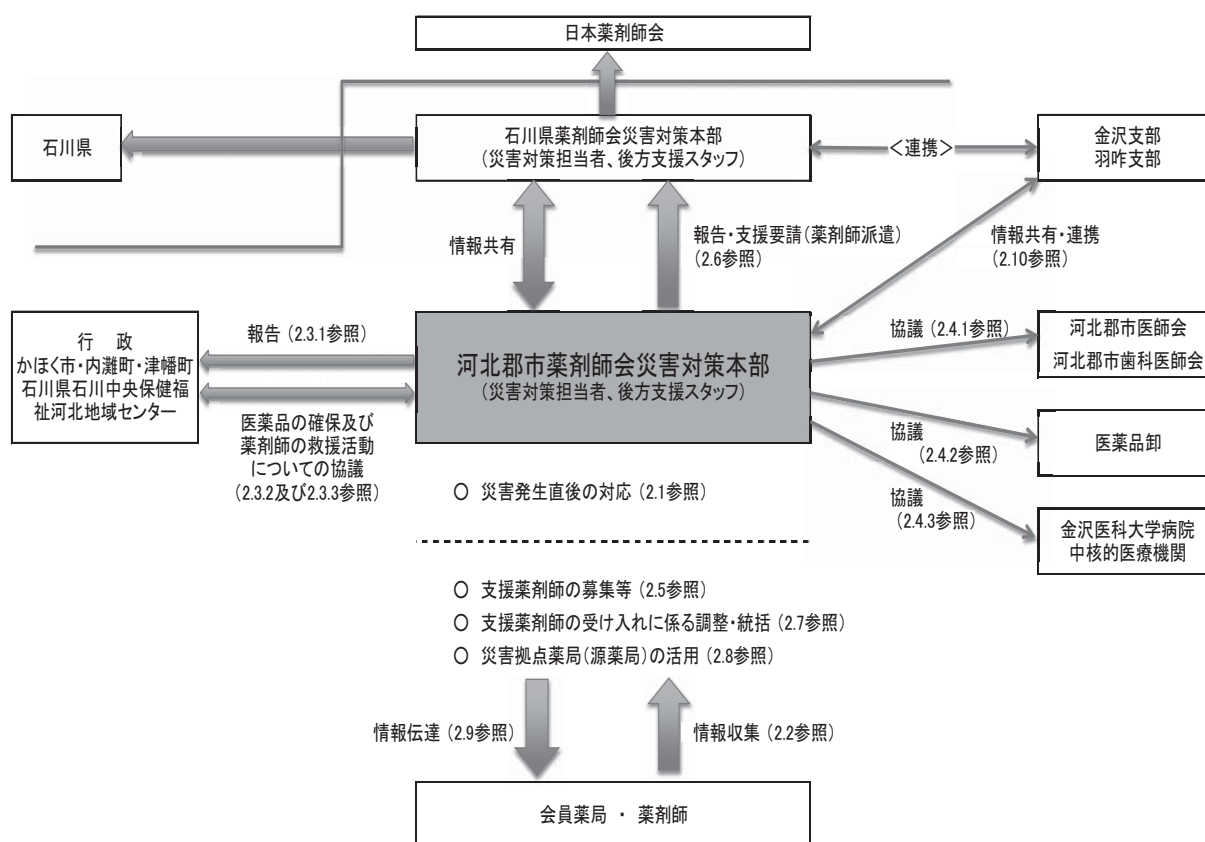 日本薬剤師会
石川県
石川県薬剤師会災害対策本部
(災害対策担当者、後方支援スタッフ)
<連携>
金沢支部
羽咋支部
情報共有
報告・支援要請(薬剤師派遣)
(2.6参照)
情報共有・連携
(2.10参照)
行 政
かほく市・内灘町・津幡町
石川県石川中央保健福
祉河北地域センター
報告 (2.3.1参照)
医薬品の確保及び
薬剤師の救援活動
についての協議
(2.3.2及び2.3.3参照)
河北郡市薬剤師会災害対策本部
(災害対策担当者、後方支援スタッフ)
協議 (2.4.1参照)
河北郡市医師会
河北郡市歯科医師会
協議
(2.4.2参照)
医薬品卸
協議
(2.4.3参照)
金沢医科大学病院
中核的医療機関
○ 災害発生直後の対応 (2.1参照)
○ 支援薬剤師の募集等 (2.5参照)
○ 支援薬剤師の受け入れに係る調整・統括 (2.7参照)
○ 災害拠点薬局(源薬局)の活用 (2.8参照)
情報伝達 (2.9参照)
情報収集 (2.2参照)
会員薬局 ・ 薬剤師